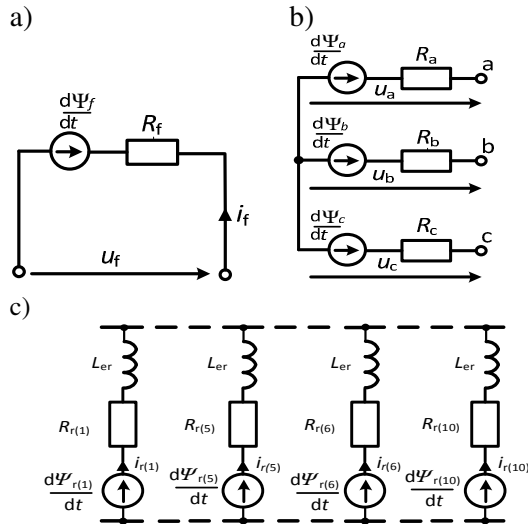 a)
dΨf/dt
Rf
if
uf
b)
dΨa/dt
Ra
a
ua
dΨb/dt
Rb
b
ub
dΨc/dt
Rc
c
uc
c)
Ler Ler Ler Ler
Rr(1) Rr(5) Rr(6) Rr(10)
ir(1) ir(5) ir(6) ir(10)
dΨr(1)/dt dΨr(5)/dt dΨr(6)/dt dΨr(10)/dt